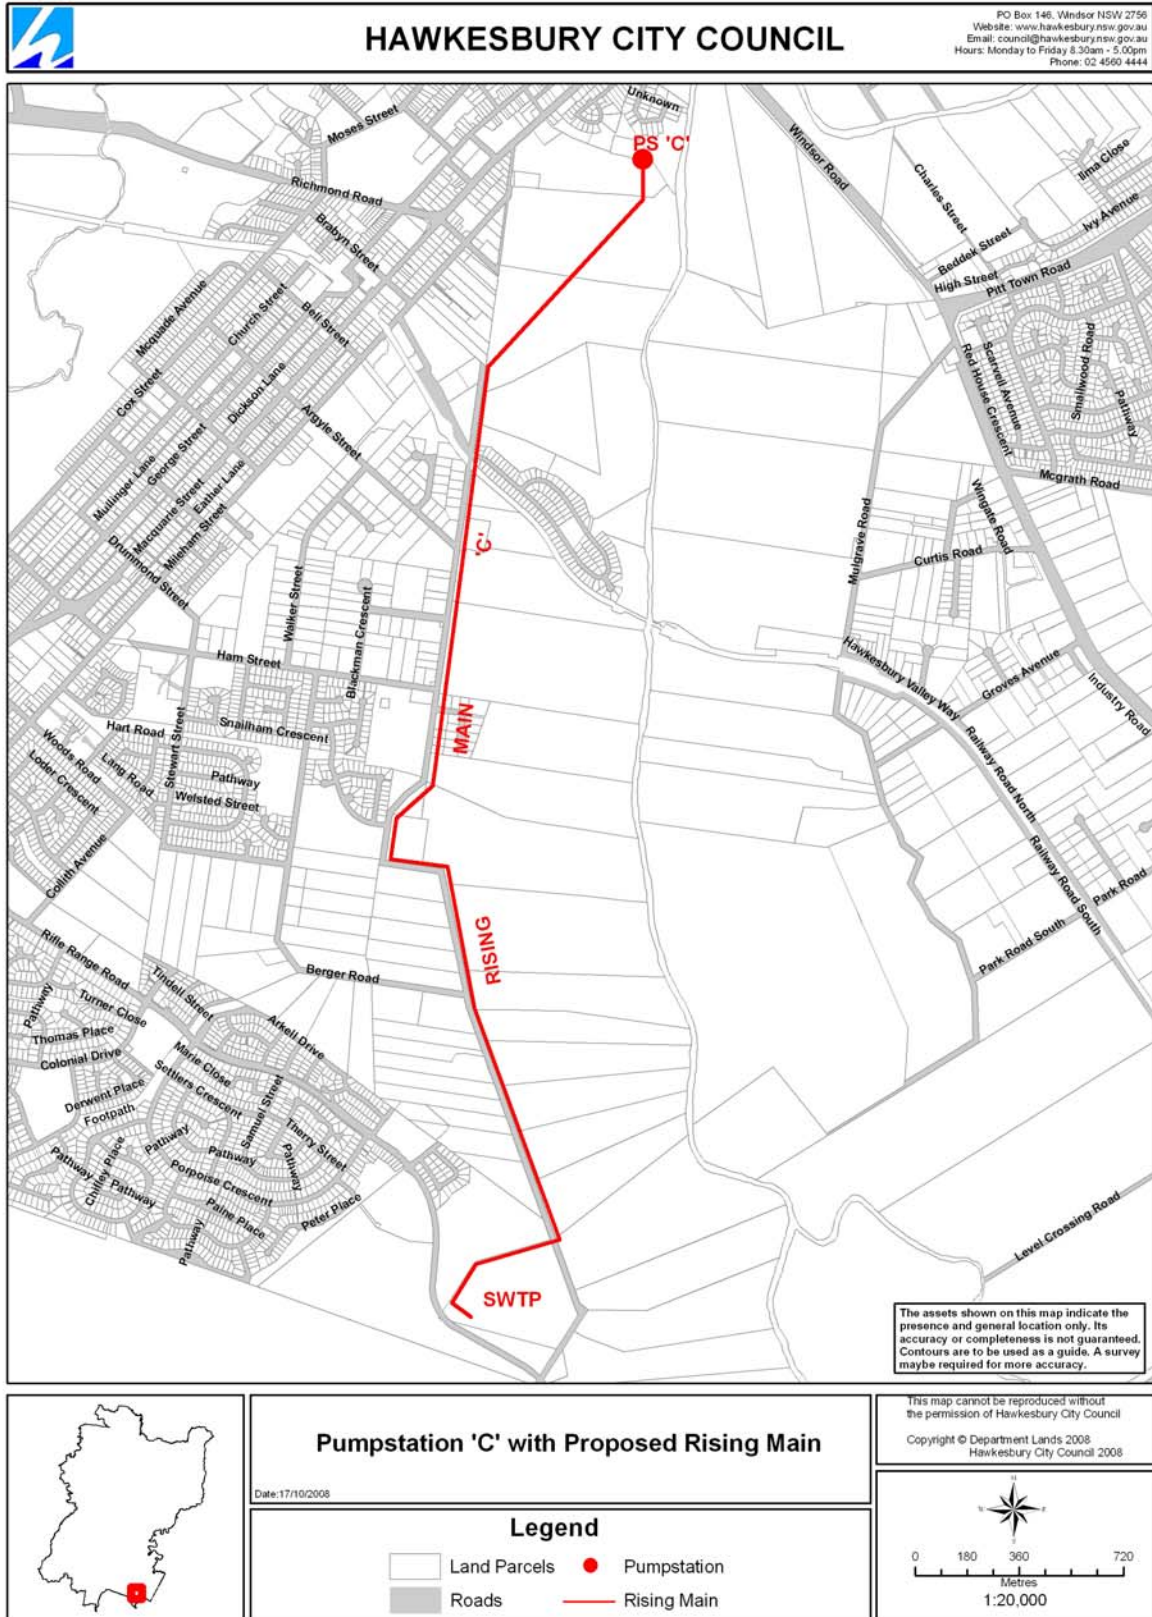 HAWKESBURY CITY COUNCIL
PO Box 146, Windsor NSW 2756
Website: www.hawkesbury.nsw.gov.au
Email: council@hawkesbury.nsw.gov.au
Hours: Monday to Friday 8.30am - 5.00pm
Phone: 02 4560 4444
Unknown
PS 'C'
Moses Street
Windsor Road
Ilma Close
Charles Street
Richmond Road
Ivy Avenue
Brabyn Street
Beddek Street
High Street
Pitt Town Road
Mcquade Avenue
Church Street
Bell Street
Smallwood Road
Scarvell Avenue
Red House Crescent
Pathway
Cox Street
Dickson Lane
Argyle Street
George Street
Mullinger Lane
Eather Lane
Macquarie Street
Mileham Street
Mcgrath Road
Wingate Road
'C'
Mulgrave Road
Curtis Road
Drummond Street
Walker Street
Blackman Crescent
Ham Street
Hawkesbury Valley Way
Groves Avenue
Industry Road
MAIN
Hart Road
Snailham Crescent
Stewart Street
Woods Road
Lang Road
Loder Crescent
Pathway
Welsted Street
Railway Road North
Collith Avenue
Railway Road South
Park Road
RISING
Park Road South
Rifle Range Road
Berger Road
Tindell Street
Pathway
Turner Close
Arkell Drive
Thomas Place
Colonial Drive
Marie Close
Settlers Crescent
Derwent Place
Footpath
Samuel Street
Therry Street
Pathway
Pathway
Pathway
Pathway
Chifley Place
Pathway
Porpoise Crescent
Paine Place
Peter Place
Pathway
Level Crossing Road
SWTP
The assets shown on this map indicate the
presence and general location only. Its
accuracy or completeness is not guaranteed.
Contours are to be used as a guide. A survey
maybe required for more accuracy.
Pumpstation 'C' with Proposed Rising Main
Date:17/10/2008
This map cannot be reproduced without
the permission of Hawkesbury City Council
Copyright © Department Lands 2008
Hawkesbury City Council 2008
Legend
Land Parcels
Pumpstation
Roads
Rising Main
N
W
E
S
0 180 360 720
Metres
1:20,000